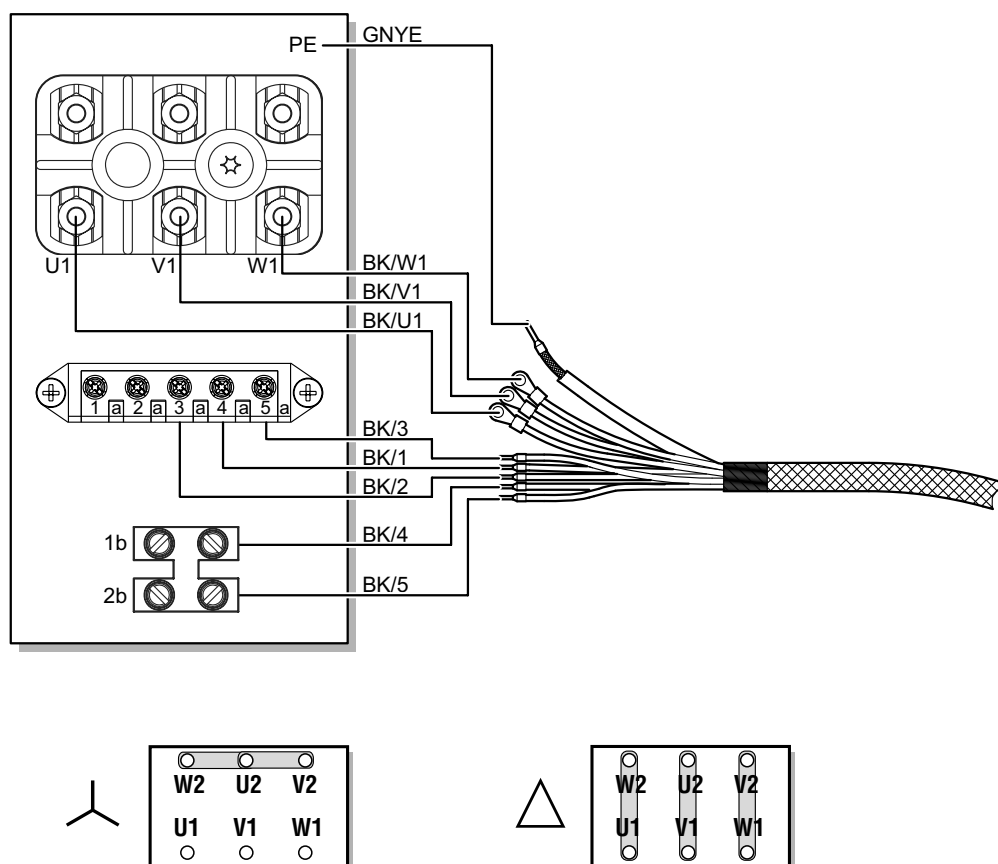 PE GNYE
U1 V1 W1
BK/W1
BK/V1
BK/U1
1 a 2 a 3 a 4 a 5 a
BK/3
BK/1
BK/2
1b BK/4
2b BK/5
W2 U2 V2 W2 U2 V2
U1 V1 W1 U1 V1 W1